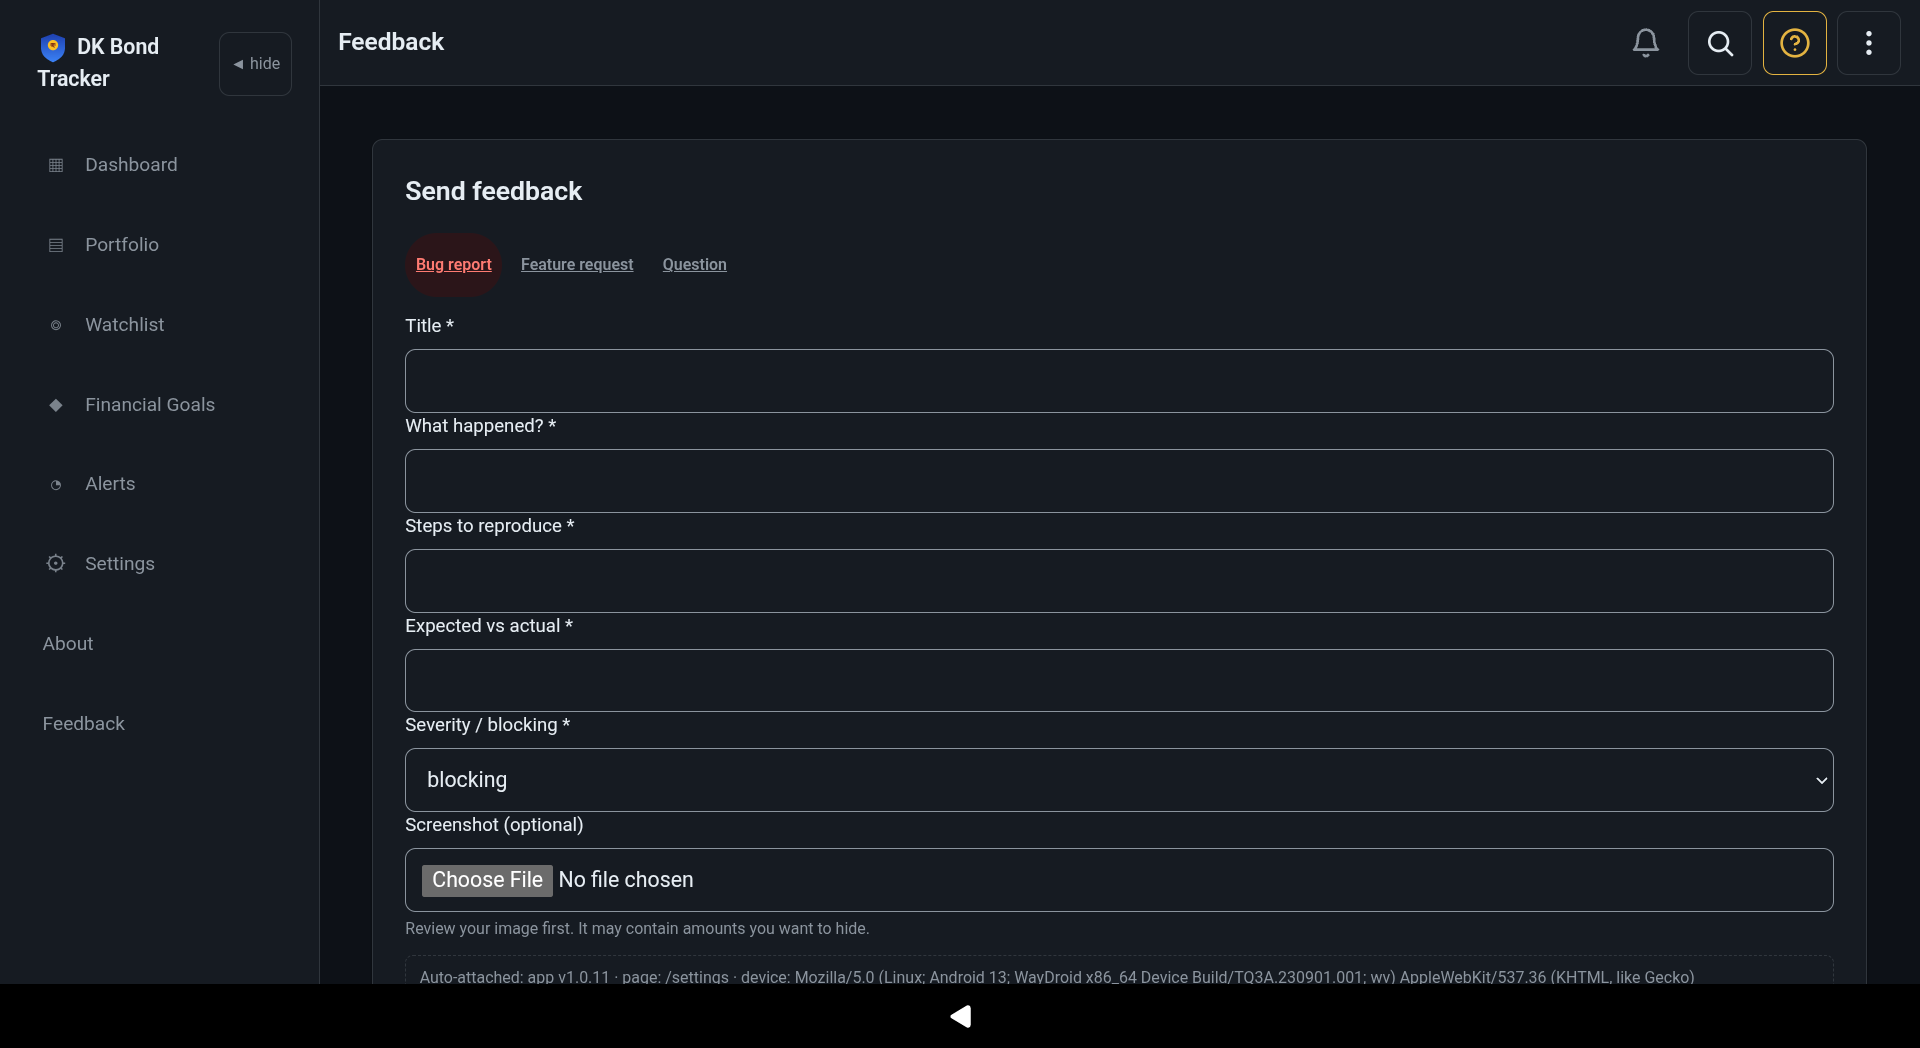 DK Bond
Tracker
◄ hide
Feedback
Dashboard
Portfolio
Watchlist
Financial Goals
Alerts
Settings
About
Feedback
Send feedback
Bug report Feature request Question
Title *
What happened? *
Steps to reproduce *
Expected vs actual *
Severity / blocking *
blocking
Screenshot (optional)
Choose File No file chosen
Review your image first. It may contain amounts you want to hide.
Auto-attached: app v1.0.11 · page: /settings · device: Mozilla/5.0 (Linux; Android 13; WayDroid x86_64 Device Build/TQ3A.230901.001; wv) AppleWebKit/537.36 (KHTML, like Gecko)